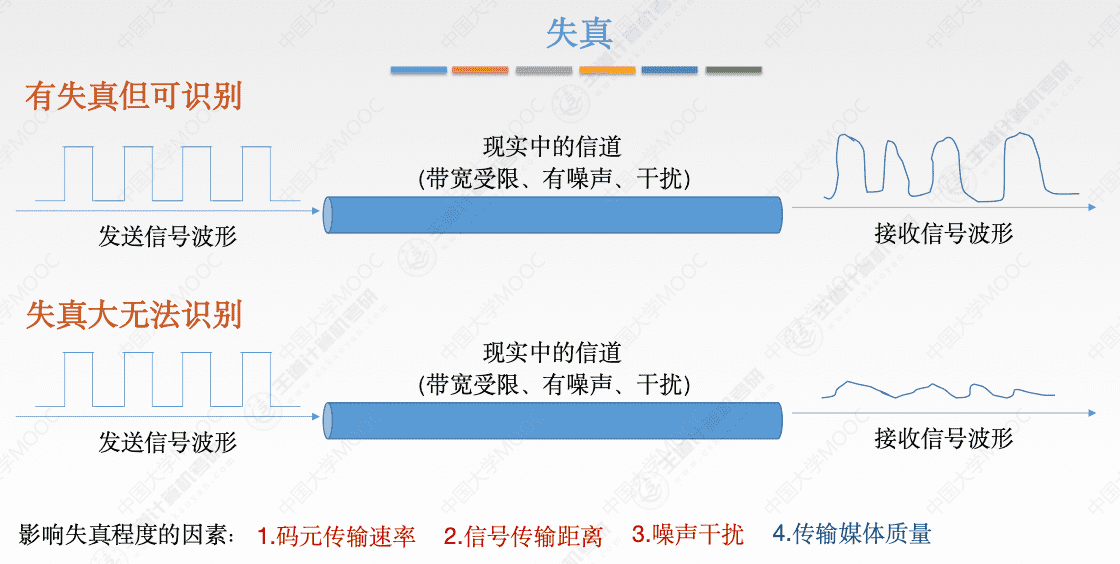 失真
有失真但可识别
现实中的信道
(带宽受限、有噪声、干扰)
发送信号波形
接收信号波形
失真大无法识别
现实中的信道
(带宽受限、有噪声、干扰)
发送信号波形
接收信号波形
影响失真程度的因素： 1.码元传输速率 2.信号传输距离 3.噪声干扰 4.传输媒体质量
中国大学MOOC
王道计算机考研